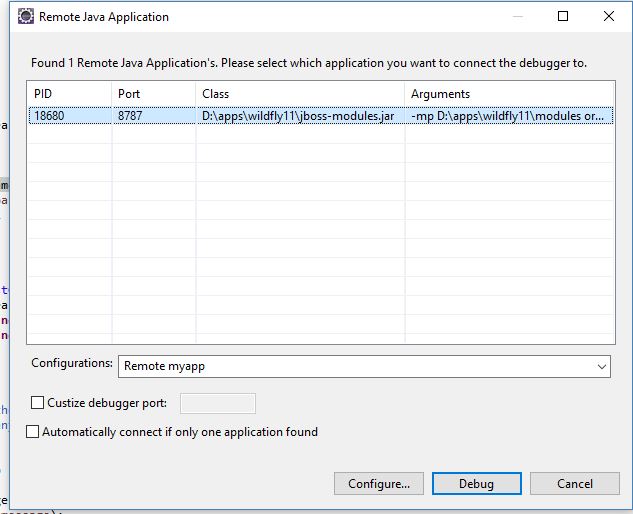 Remote Java Application
Found 1 Remote Java Application's. Please select which application you want to connect the debugger to.
PID Port Class Arguments
18680 8787 D:\apps\wildfly11\jboss-modules.jar -mp D:\apps\wildfly11\modules or...
Configurations: Remote myapp
Custize debugger port:
Automatically connect if only one application found
Configure... Debug Cancel